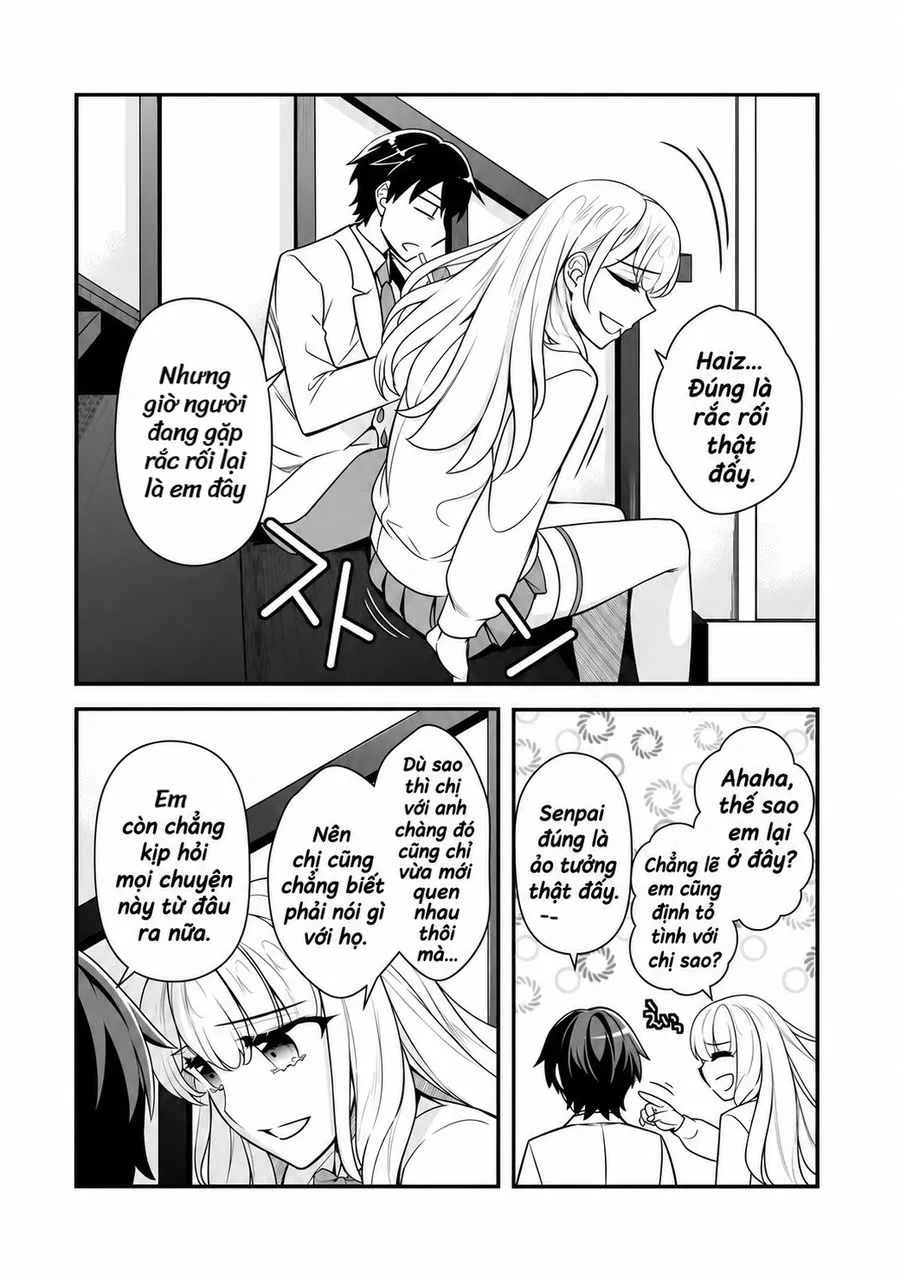 Haiz...
Đúng là
rắc rối
thật
đấy.
Nhưng
giờ người
đang gặp
rắc rối lại
là em đây
Ahaha,
thế sao
em lại
ở đây?
Chẳng lẽ
em cũng
định tỏ
tình với
chị sao?
Senpai
đúng là
ảo tưởng
thật đấy.
--
Dù sao
thì chị
với anh
chàng đó
cũng chỉ
vừa mới
quen
nhau
thôi
mà...
Nên
chị cũng
chẳng biết
phải nói gì
với họ.
Em
còn chẳng
kịp hỏi
mọi chuyện
này từ đâu
ra nữa.